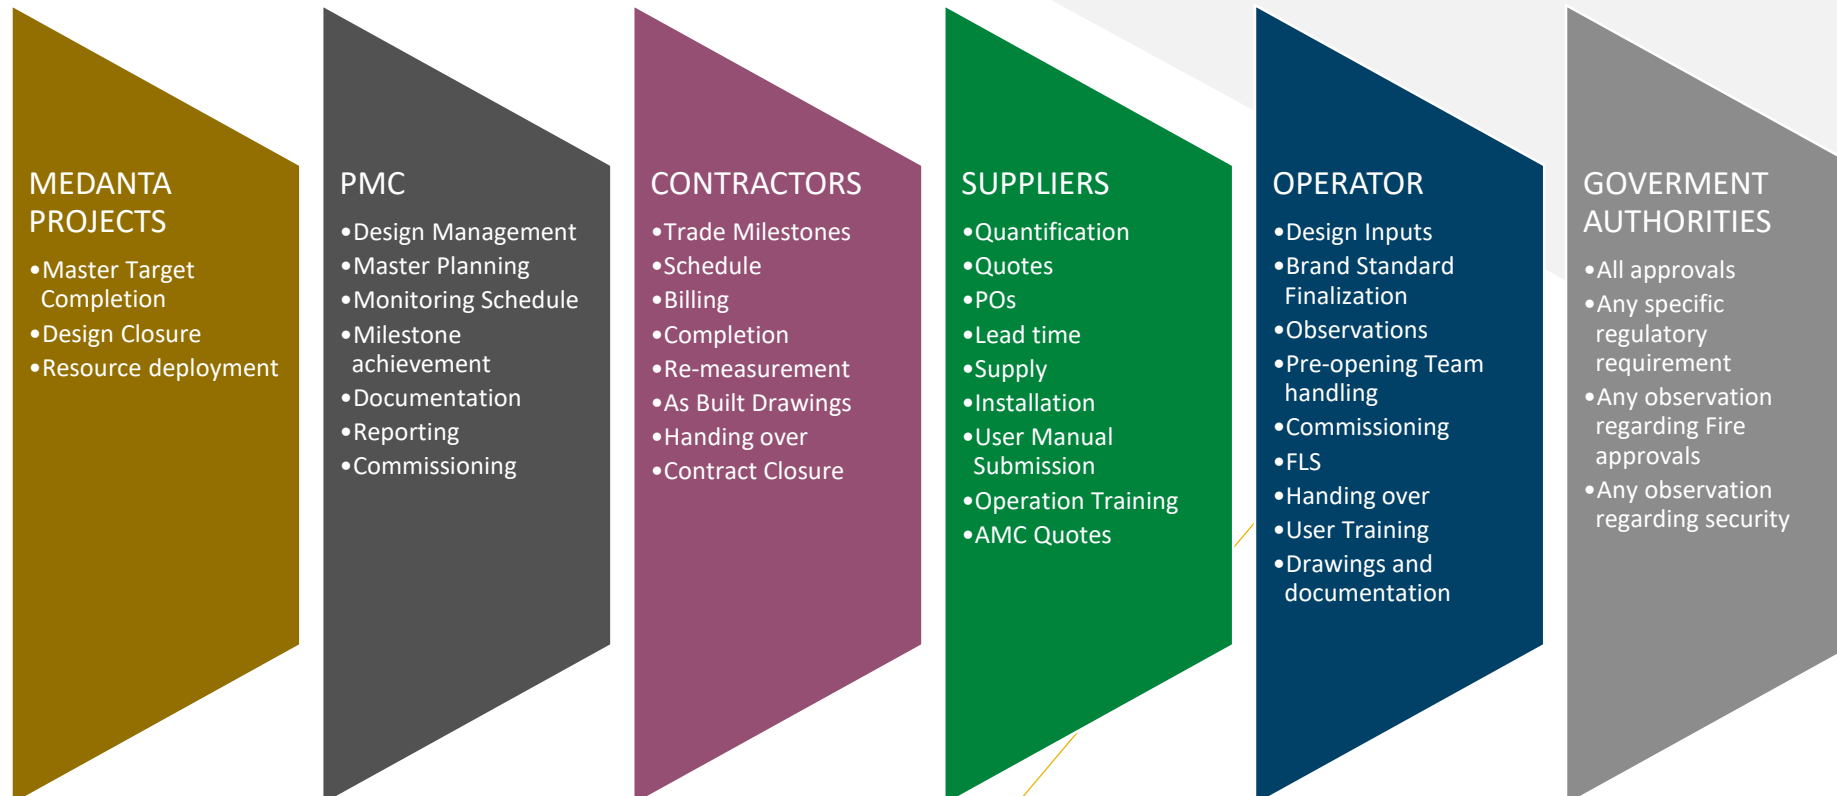 MEDANTA
PROJECTS
•Master Target
Completion
•Design Closure
•Resource deployment
PMC
•Design Management
•Master Planning
•Monitoring Schedule
•Milestone
achievement
•Documentation
•Reporting
•Commissioning
CONTRACTORS
•Trade Milestones
•Schedule
•Billing
•Completion
•Re-measurement
•As Built Drawings
•Handing over
•Contract Closure
SUPPLIERS
•Quantification
•Quotes
•POs
•Lead time
•Supply
•Installation
•User Manual
Submission
•Operation Training
•AMC Quotes
OPERATOR
•Design Inputs
•Brand Standard
Finalization
•Observations
•Pre-opening Team
handling
•Commissioning
•FLS
•Handing over
•User Training
•Drawings and
documentation
GOVERMENT
AUTHORITIES
•All approvals
•Any specific
regulatory
requirement
•Any observation
regarding Fire
approvals
•Any observation
regarding security